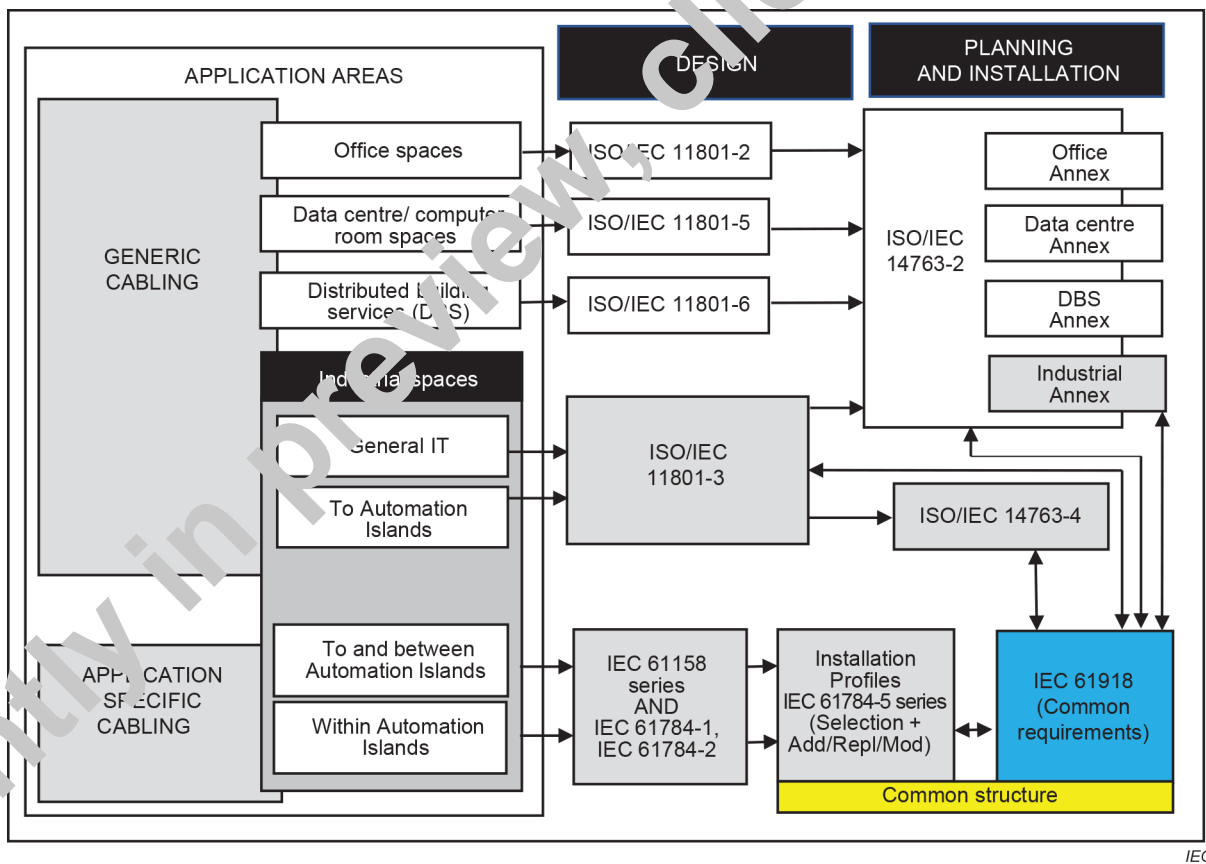 APPLICATION AREAS
DESIGN
PLANNING
AND INSTALLATION
GENERIC
CABLING
Office spaces
Data centre/ computer
room spaces
Distributed building
services (DBS)
Industrial spaces
General IT
To Automation
Islands
ISO/IEC 11801-2
ISO/IEC 11801-5
ISO/IEC 11801-6
ISO/IEC
11801-3
ISO/IEC
14763-2
Office
Annex
Data centre
Annex
DBS
Annex
Industrial
Annex
ISO/IEC 14763-4
APPLICATION
SPECIFIC
CABLING
To and between
Automation Islands
Within Automation
Islands
IEC 61158
series
AND
IEC 61784-1,
IEC 61784-2
Installation
Profiles
IEC 61784-5 series
(Selection +
Add/Repl/Mod)
IEC 61918
(Common
requirements)
Common structure
ntly in preview, cli
IEC